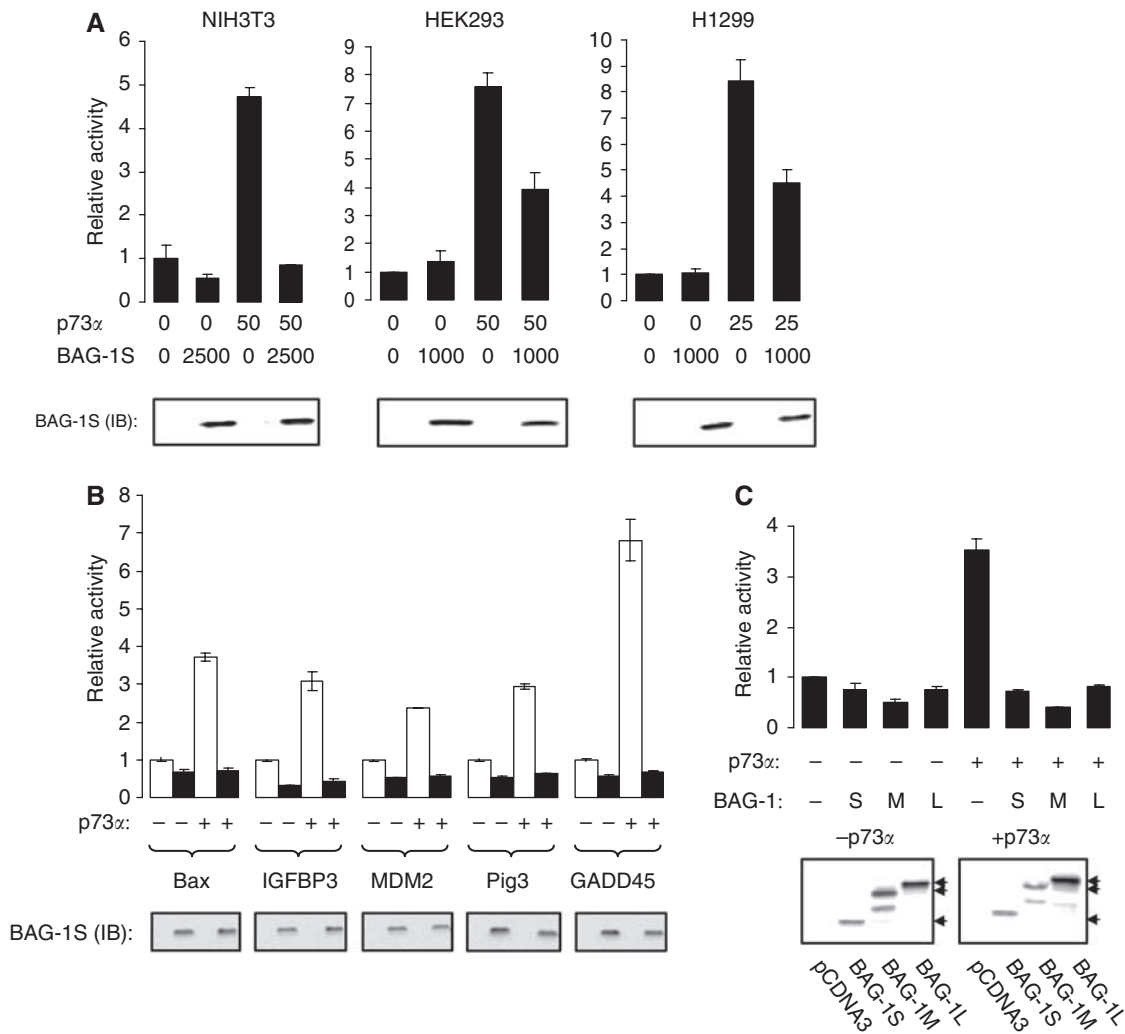 A
NIH3T3 HEK293 H1299
Relative activity
6
5
4
3
2
1
0
9
8
7
6
5
4
3
2
1
0
10
9
8
7
6
5
4
3
2
1
0
p73α 0 0 50 50 0 0 50 50 0 0 25 25
BAG-1S 0 2500 0 2500 0 1000 0 1000 0 1000 0 1000
BAG-1S (IB):
B
Relative activity
8
7
6
5
4
3
2
1
0
p73α: – – + + – – + + – – + + – – + + – – + +
Bax IGFBP3 MDM2 Pig3 GADD45
BAG-1S (IB):
C
Relative activity
4
3
2
1
0
p73α: – – – – + + + +
BAG-1: – S M L – S M L
–p73α +p73α
pCDNA3 BAG-1S BAG-1M BAG-1L pCDNA3 BAG-1S BAG-1M BAG-1L